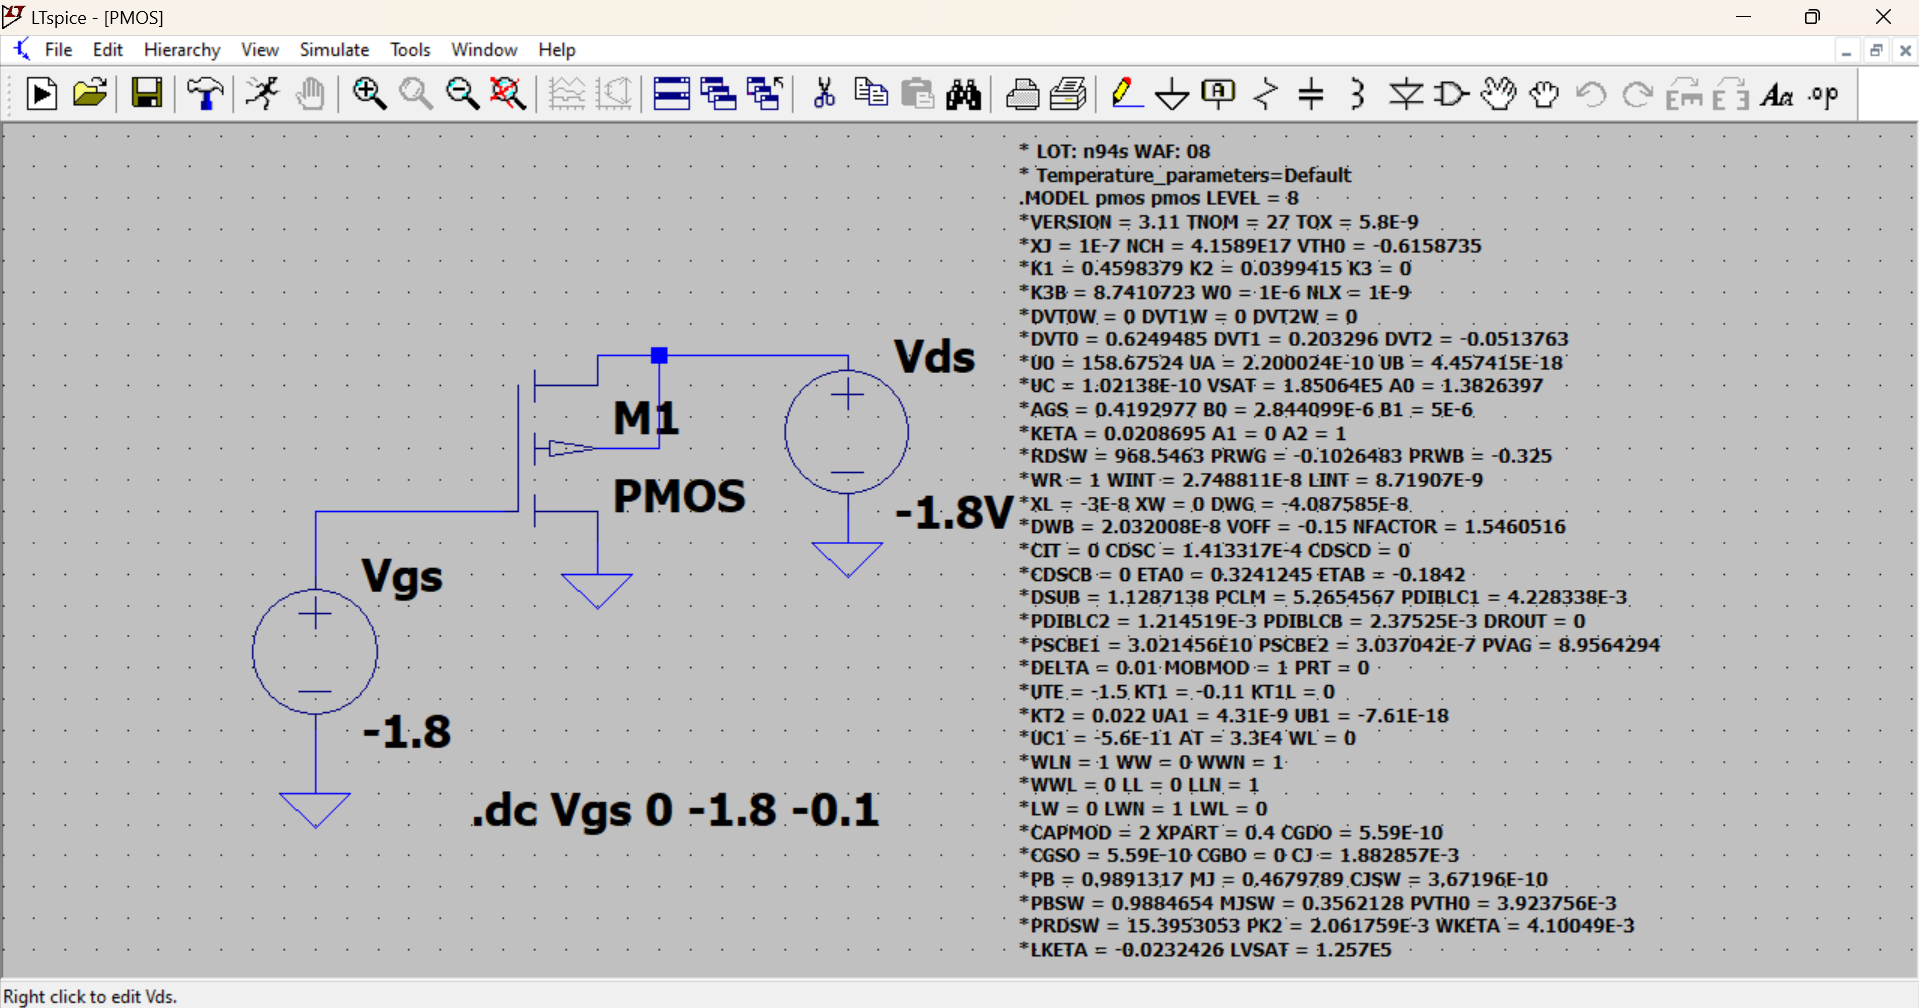 LTspice - [PMOS]
File Edit Hierarchy View Simulate Tools Window Help
A
Aa .op
* LOT: n94s WAF: 08
* Temperature_parameters=Default
.MODEL pmos pmos LEVEL = 8
*VERSION = 3.11 TNOM = 27 TOX = 5.8E-9
*XJ = 1E-7 NCH = 4.1589E17 VTH0 = -0.6158735
*K1 = 0.4598379 K2 = 0.0399415 K3 = 0
*K3B = 8.7410723 W0 = 1E-6 NLX = 1E-9
*DVT0W = 0 DVT1W = 0 DVT2W = 0
*DVT0 = 0.6249485 DVT1 = 0.203296 DVT2 = -0.0513763
*U0 = 158.67524 UA = 2.200024E-10 UB = 4.457415E-18
*UC = 1.02138E-10 VSAT = 1.85064E5 A0 = 1.3826397
*AGS = 0.4192977 B0 = 2.844099E-6 B1 = 5E-6
*KETA = 0.0208695 A1 = 0 A2 = 1
*RDSW = 968.5463 PRWG = -0.1026483 PRWB = -0.325
*WR = 1 WINT = 2.748811E-8 LINT = 8.71907E-9
*XL = -3E-8 XW = 0 DWG = -4.087585E-8
*DWB = 2.032008E-8 VOFF = -0.15 NFACTOR = 1.5460516
*CIT = 0 CDSC = 1.413317E-4 CDSCD = 0
*CDSCB = 0 ETA0 = 0.3241245 ETAB = -0.1842
*DSUB = 1.1287138 PCLM = 5.2654567 PDIBLC1 = 4.228338E-3
*PDIBLC2 = 1.214519E-3 PDIBLCB = 2.37525E-3 DROUT = 0
*PSCBE1 = 3.021456E10 PSCBE2 = 3.037042E-7 PVAG = 8.9564294
*DELTA = 0.01 MOBMOD = 1 PRT = 0
*UTE = -1.5 KT1 = -0.11 KT1L = 0
*KT2 = 0.022 UA1 = 4.31E-9 UB1 = -7.61E-18
*UC1 = -5.6E-11 AT = 3.3E4 WL = 0
*WLN = 1 WW = 0 WWN = 1
*WWL = 0 LL = 0 LLN = 1
*LW = 0 LWN = 1 LWL = 0
*CAPMOD = 2 XPART = 0.4 CGDO = 5.59E-10
*CGSO = 5.59E-10 CGBO = 0 CJ = 1.882857E-3
*PB = 0.9891317 MJ = 0.4679789 CJSW = 3.67196E-10
*PBSW = 0.9884654 MJSW = 0.3562128 PVTH0 = 3.923756E-3
*PRDSW = 15.3953053 PK2 = 2.061759E-3 WKETA = 4.10049E-3
*LKETA = -0.0232426 LVSAT = 1.257E5
Vds
M1
PMOS
-1.8V
Vgs
-1.8
.dc Vgs 0 -1.8 -0.1
Right click to edit Vds.